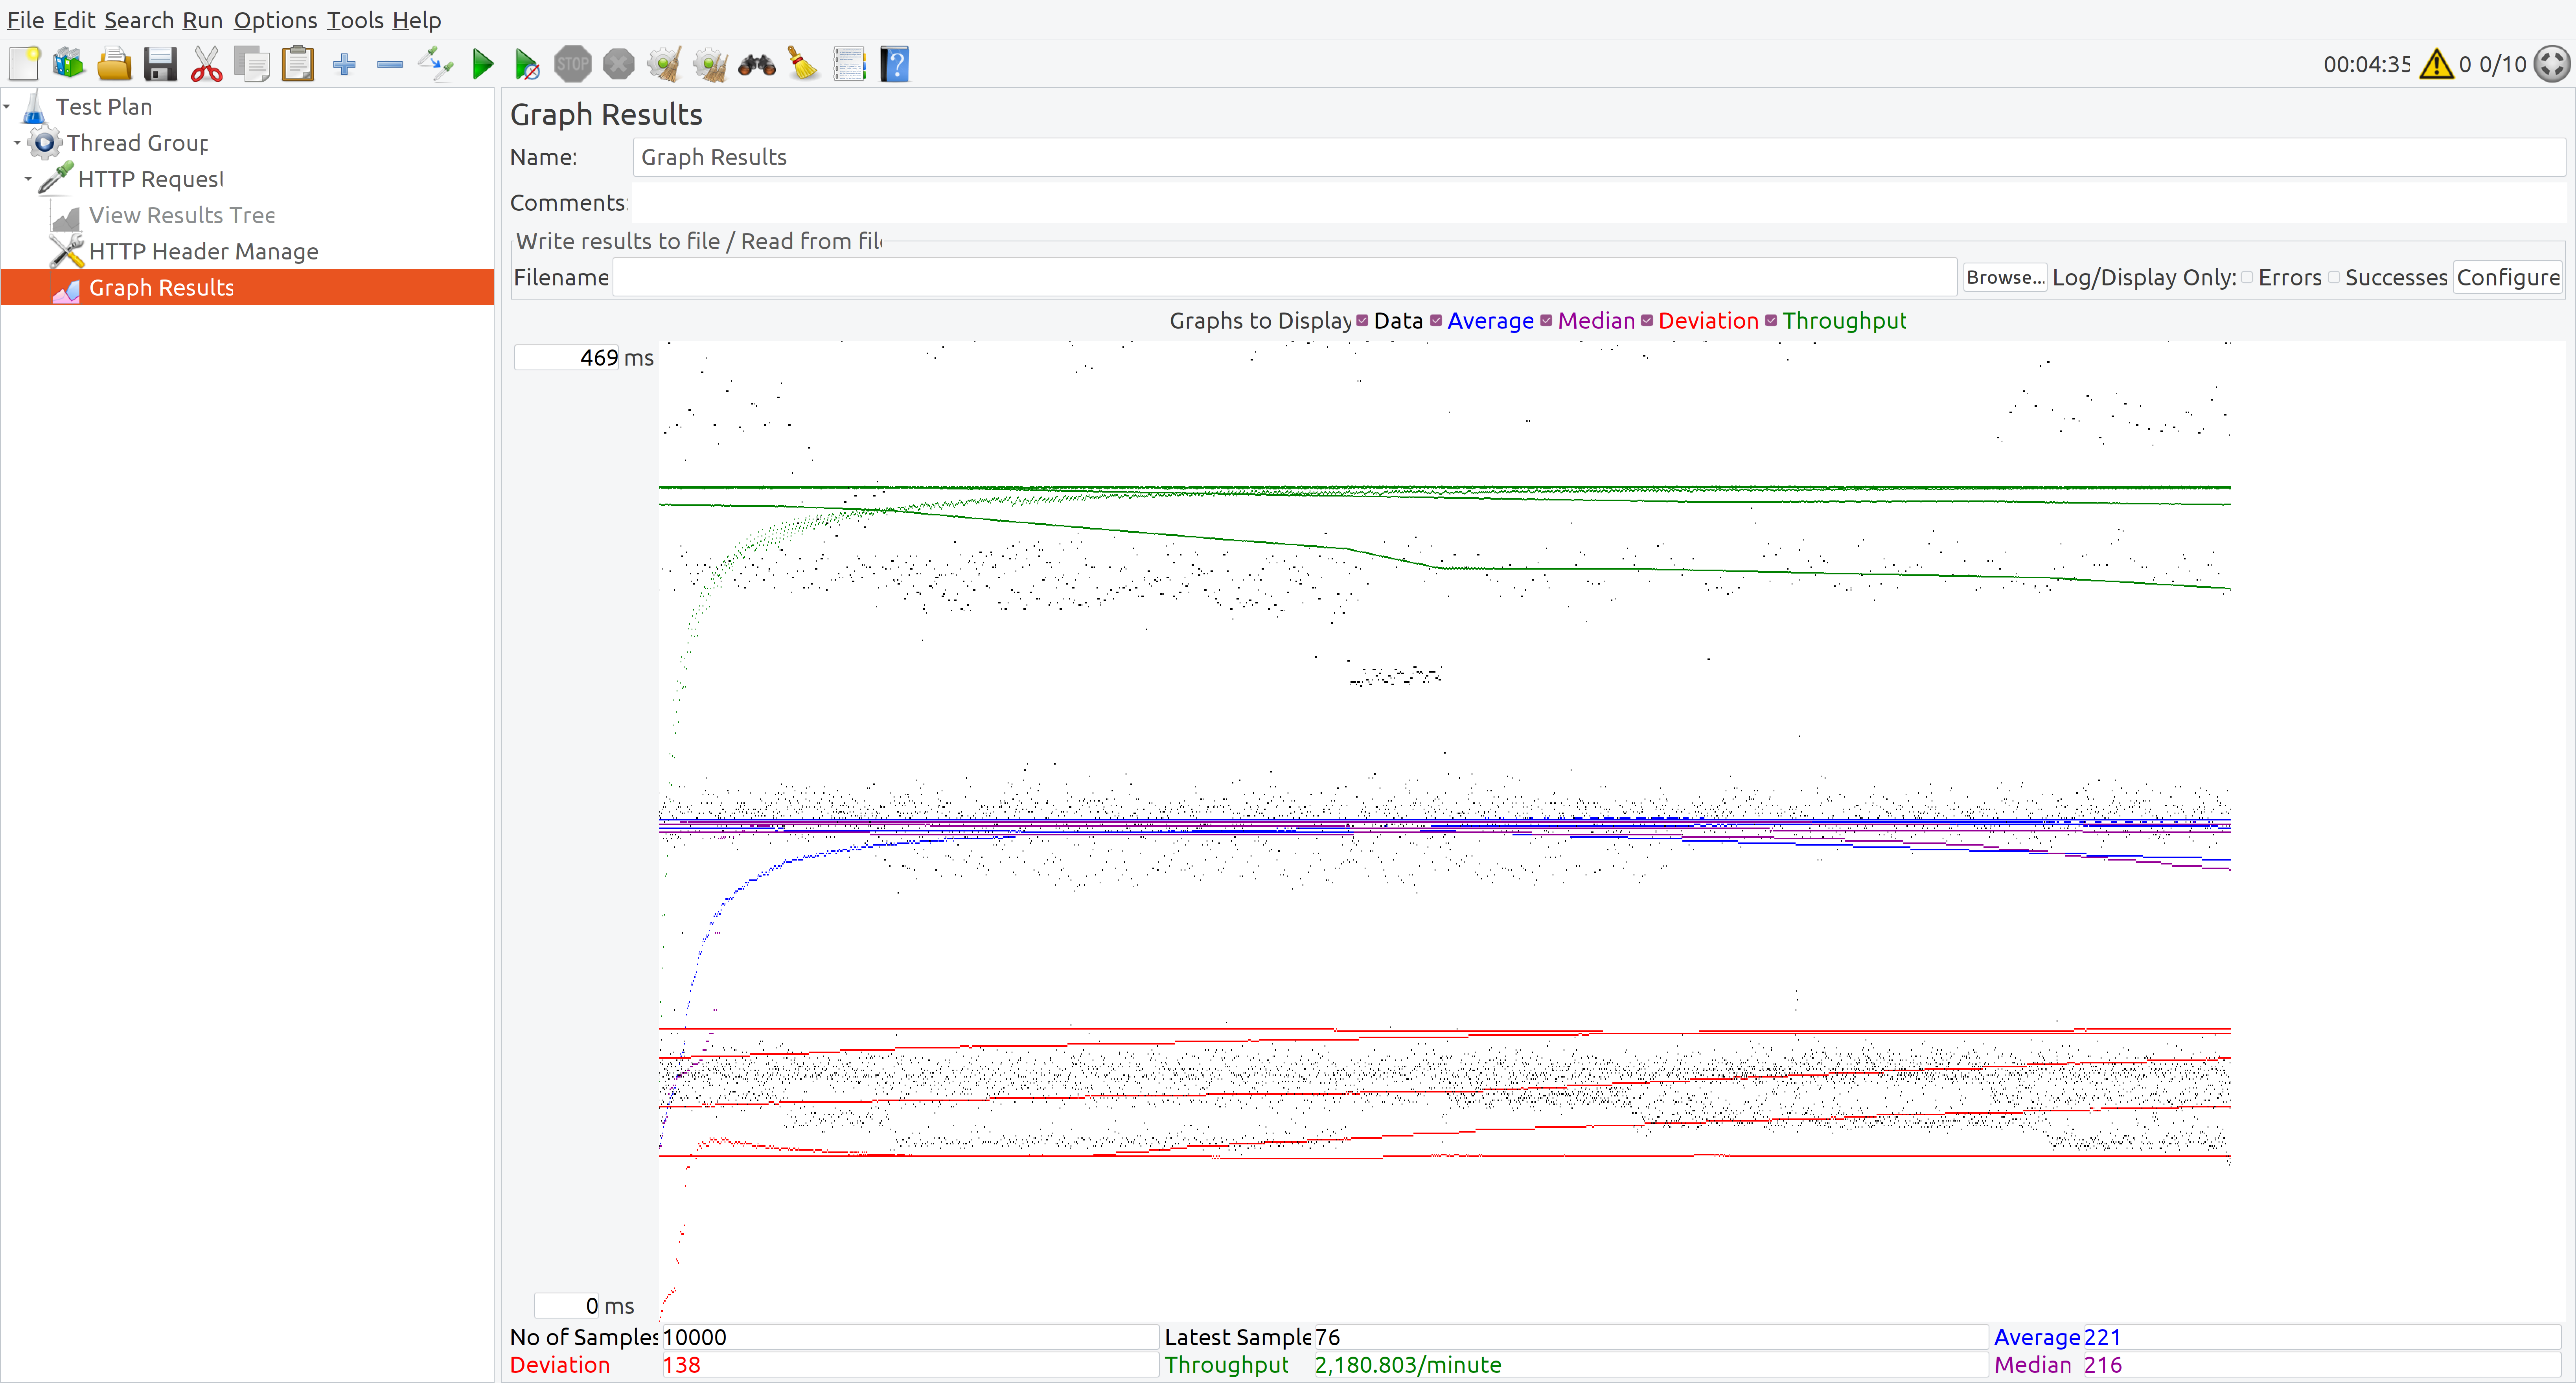 File Edit Search Run Options Tools Help
STOP
00:04:35 0 0/10
Test Plan
Thread Group
HTTP Request
View Results Tree
HTTP Header Manage
Graph Results
Graph Results
Name: Graph Results
Comments:
Write results to file / Read from file
Filename Browse... Log/Display Only: Errors Successes Configure
Graphs to Display Data Average Median Deviation Throughput
469 ms
0 ms
No of Samples 10000 Latest Sample 76 Average 221
Deviation 138 Throughput 2,180.803/minute Median 216